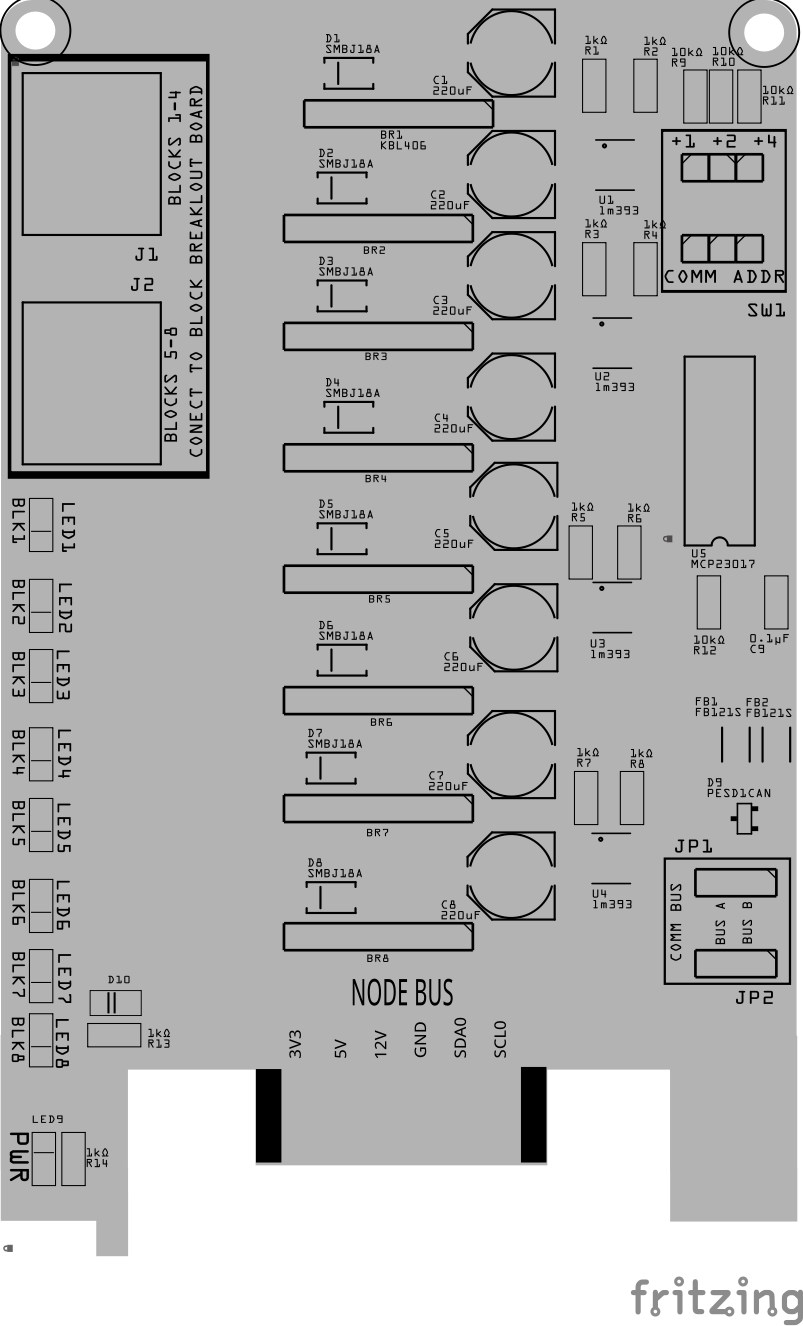 BLOCKS 1-4
J1
J2
BLOCKS 5-8
CONECT TO BLOCK BREAKLOUT BOARD
D1
SMBJ18A
C1
220uF
BR1
KBL406
D2
SMBJ18A
C2
220uF
BR2
D3
SMBJ18A
C3
220uF
BR3
D4
SMBJ18A
C4
220uF
BR4
D5
SMBJ18A
C5
220uF
BR5
D6
SMBJ18A
C6
220uF
BR6
D7
SMBJ18A
C7
220uF
BR7
D8
SMBJ18A
C8
220uF
BR8
1kΩ
R1
1kΩ
R2
10kΩ
R9
10kΩ
R10
10kΩ
R11
U1
1m393
1kΩ
R3
1kΩ
R4
+1 +2 +4
COMM ADDR
SW1
U2
1m393
1kΩ
R5
1kΩ
R6
U5
MCP23017
U3
1m393
10kΩ
R12
0.1µF
C9
FB1
FB121S
FB2
FB121S
1kΩ
R7
1kΩ
R8
D9
PESD1CAN
U4
1m393
JP1
COMM BUS
BUS A
BUS B
JP2
BLK1
LED1
BLK2
LED2
BLK3
LED3
BLK4
LED4
BLK5
LED5
BLK6
LED6
BLK7
LED7
BLK8
LED8
D10
1kΩ
R13
NODE BUS
3V3
5V
12V
GND
SDA0
SCL0
LED9
PWR
1kΩ
R14
fritzing